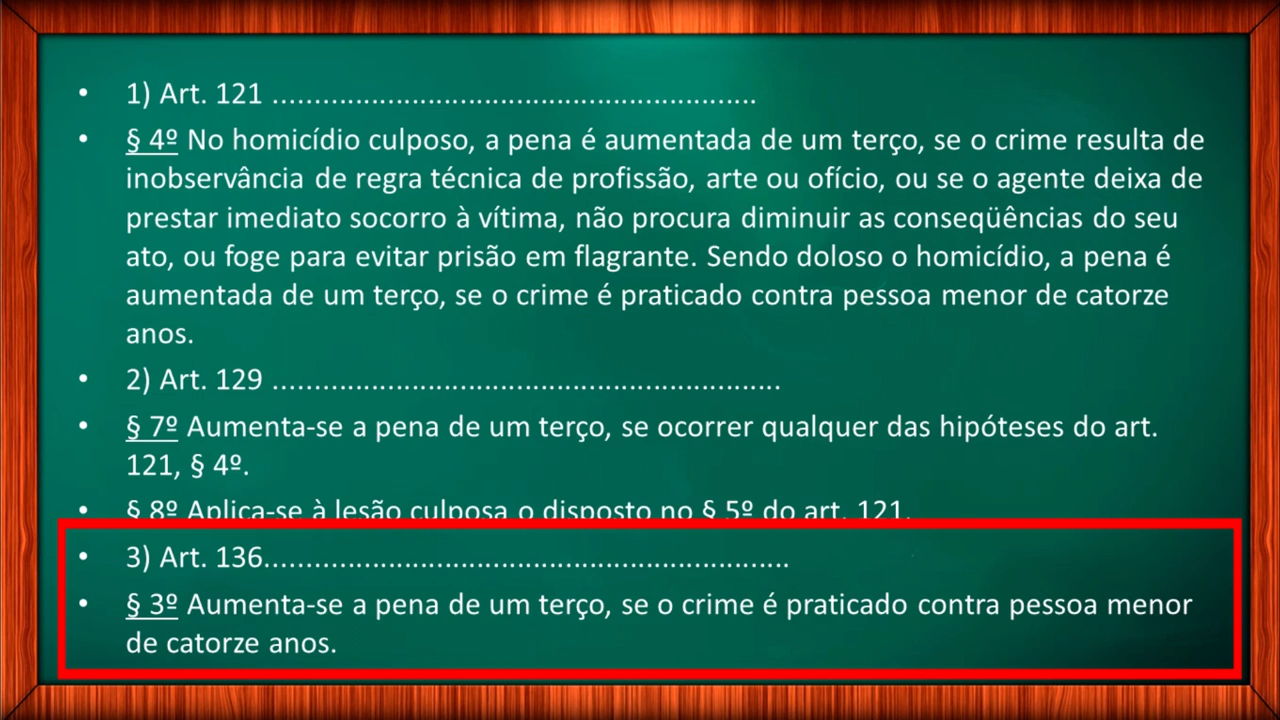 • 1) Art. 121 ..........................................................
• § 4º No homicídio culposo, a pena é aumentada de um terço, se o crime resulta de
inobservância de regra técnica de profissão, arte ou ofício, ou se o agente deixa de
prestar imediato socorro à vítima, não procura diminuir as conseqüências do seu
ato, ou foge para evitar prisão em flagrante. Sendo doloso o homicídio, a pena é
aumentada de um terço, se o crime é praticado contra pessoa menor de catorze
anos.
• 2) Art. 129 .............................................................
• § 7º Aumenta-se a pena de um terço, se ocorrer qualquer das hipóteses do art.
121, § 4º.
• § 8º Aplica-se à lesão culposa o disposto no § 5º do art. 121.
• 3) Art. 136...............................................................
• § 3º Aumenta-se a pena de um terço, se o crime é praticado contra pessoa menor
de catorze anos.